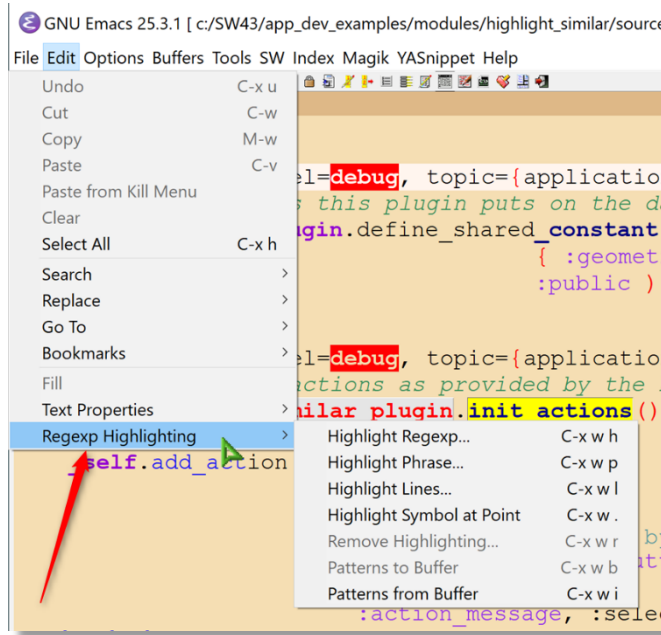 GNU Emacs 25.3.1 [ c:/SW43/app_dev_examples/modules/highlight_similar/source
File Edit Options Buffers Tools SW Index Magik YASnippet Help
Undo C-x u
Cut C-w
Copy M-w
Paste C-v
Paste from Kill Menu
Clear
Select All C-x h
Search
Replace
Go To
Bookmarks
Fill
Text Properties
Regexp Highlighting
Highlight Regexp... C-x w h
Highlight Phrase... C-x w p
Highlight Lines... C-x w l
Highlight Symbol at Point C-x w .
Remove Highlighting... C-x w r
Patterns to Buffer C-x w b
Patterns from Buffer C-x w i
el=debug, topic={applicatio
this plugin puts on the d
ugin.define_shared_constant
{ :geomet
:public )
el=debug, topic={applicatio
actions as provided by the
milar_plugin.init_actions()
_self.add_action
:action_message, :sele